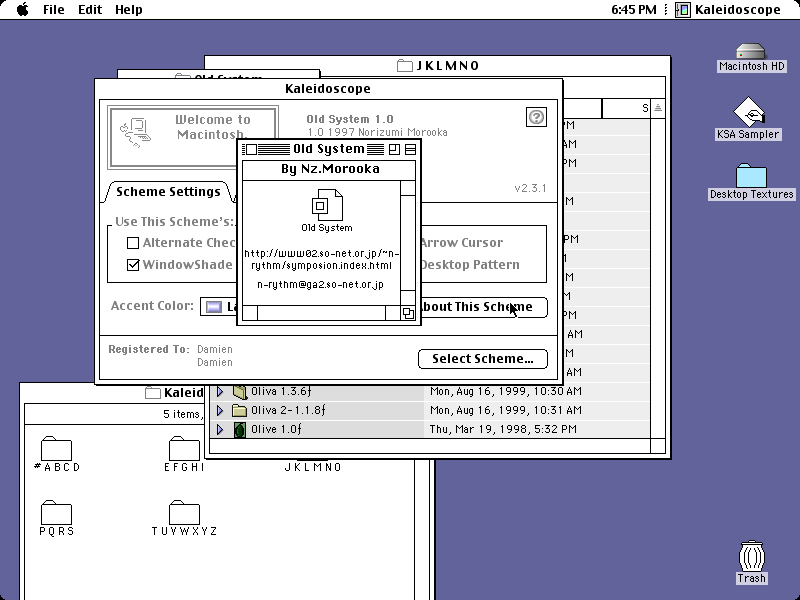 File Edit Help
6:45 PM
Kaleidoscope
Macintosh HD
KSA Sampler
Desktop Textures
Trash
JKLMNO
Old System
Kaleidoscope
Welcome to
Macintosh.
Old System 1.0
1.0 1997 Norizumi Morooka
v2.3.1
Scheme Settings
Use This Scheme's:
Alternate Chec
WindowShade
Arrow Cursor
Desktop Pattern
Accent Color:
La
About This Scheme
Registered To: Damien
Damien
Select Scheme...
Old System
By Nz.Morooka
Old System
http://www02.so-net.or.jp/~n-
rythm/symposion.index.html
n-rythm@ga2.so-net.or.jp
S
PM
AM
PM
M
PM
M
AM
M
PM
AM
M
AM
Oliva 1.3.6ƒ Mon, Aug 16, 1999, 10:30 AM
Oliva 2-1.1.8ƒ Mon, Aug 16, 1999, 10:31 AM
Olive 1.0ƒ Thu, Mar 19, 1998, 5:32 PM
Kaleid
5 items,
#ABCD
EFGHI
JKLMNO
PQRS
TUVWXYZ